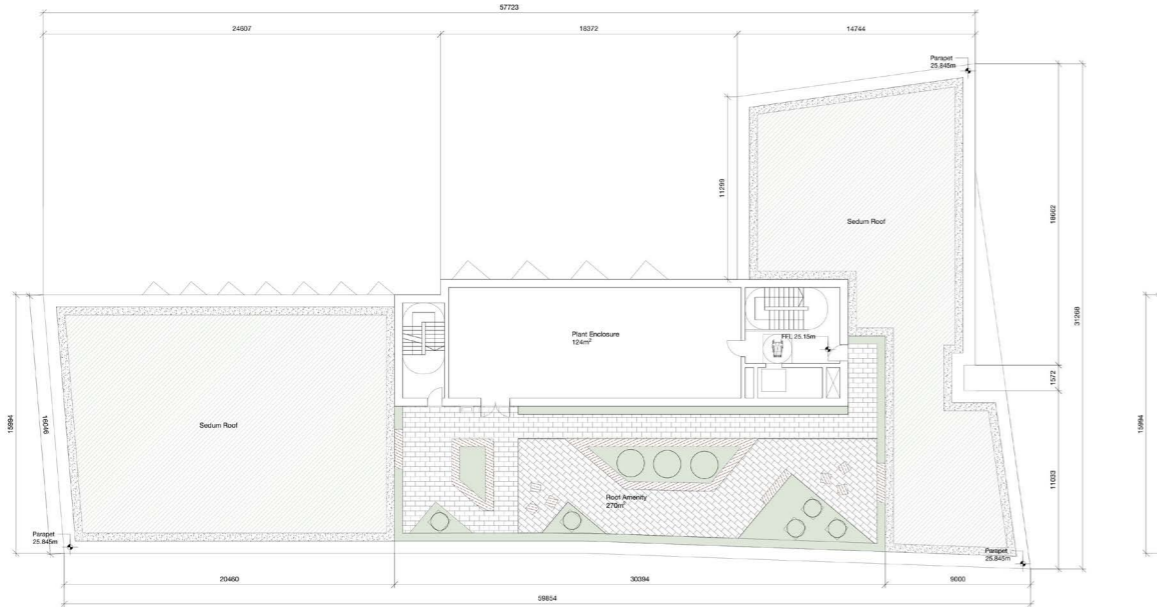 57723
24607
18372
14744
Parapet
25.845m
11299
18662
31269
Sedum Roof
Plant Enclosure
124m²
FFL 25.15m
15994
16046
1572
15994
Sedum Roof
11033
Roof Amenity
270m²
Parapet
25.845m
Parapet
25.845m
20460
30394
9000
59854